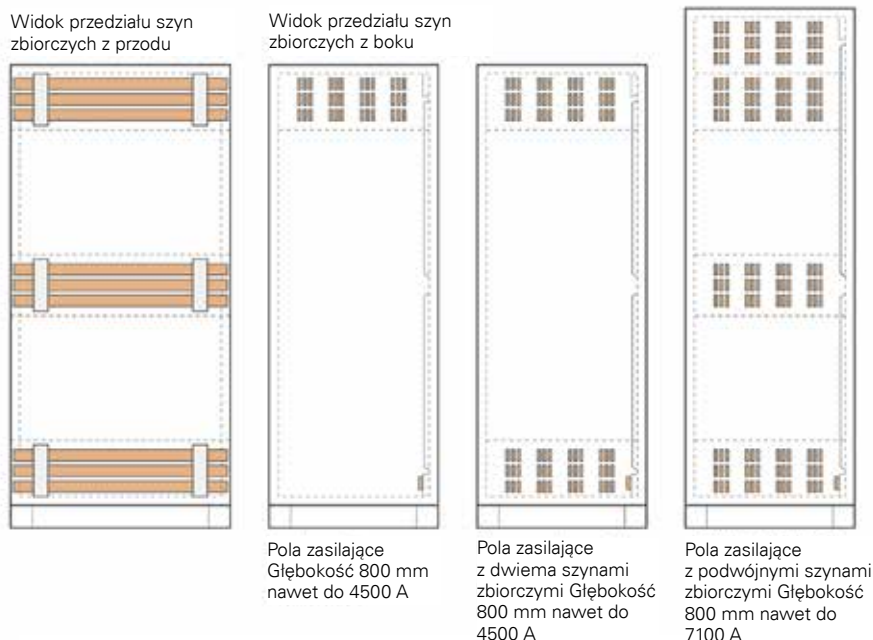 Widok przedziału szyn
zbiorczych z przodu
Widok przedziału szyn
zbiorczych z boku
Pola zasilające
Głębokość 800 mm
nawet do 4500 A
Pola zasilające
z dwiema szynami
zbiorczymi Głębokość
800 mm nawet do
4500 A
Pola zasilające
z podwójnymi szynami
zbiorczymi Głębokość
800 mm nawet do
7100 A